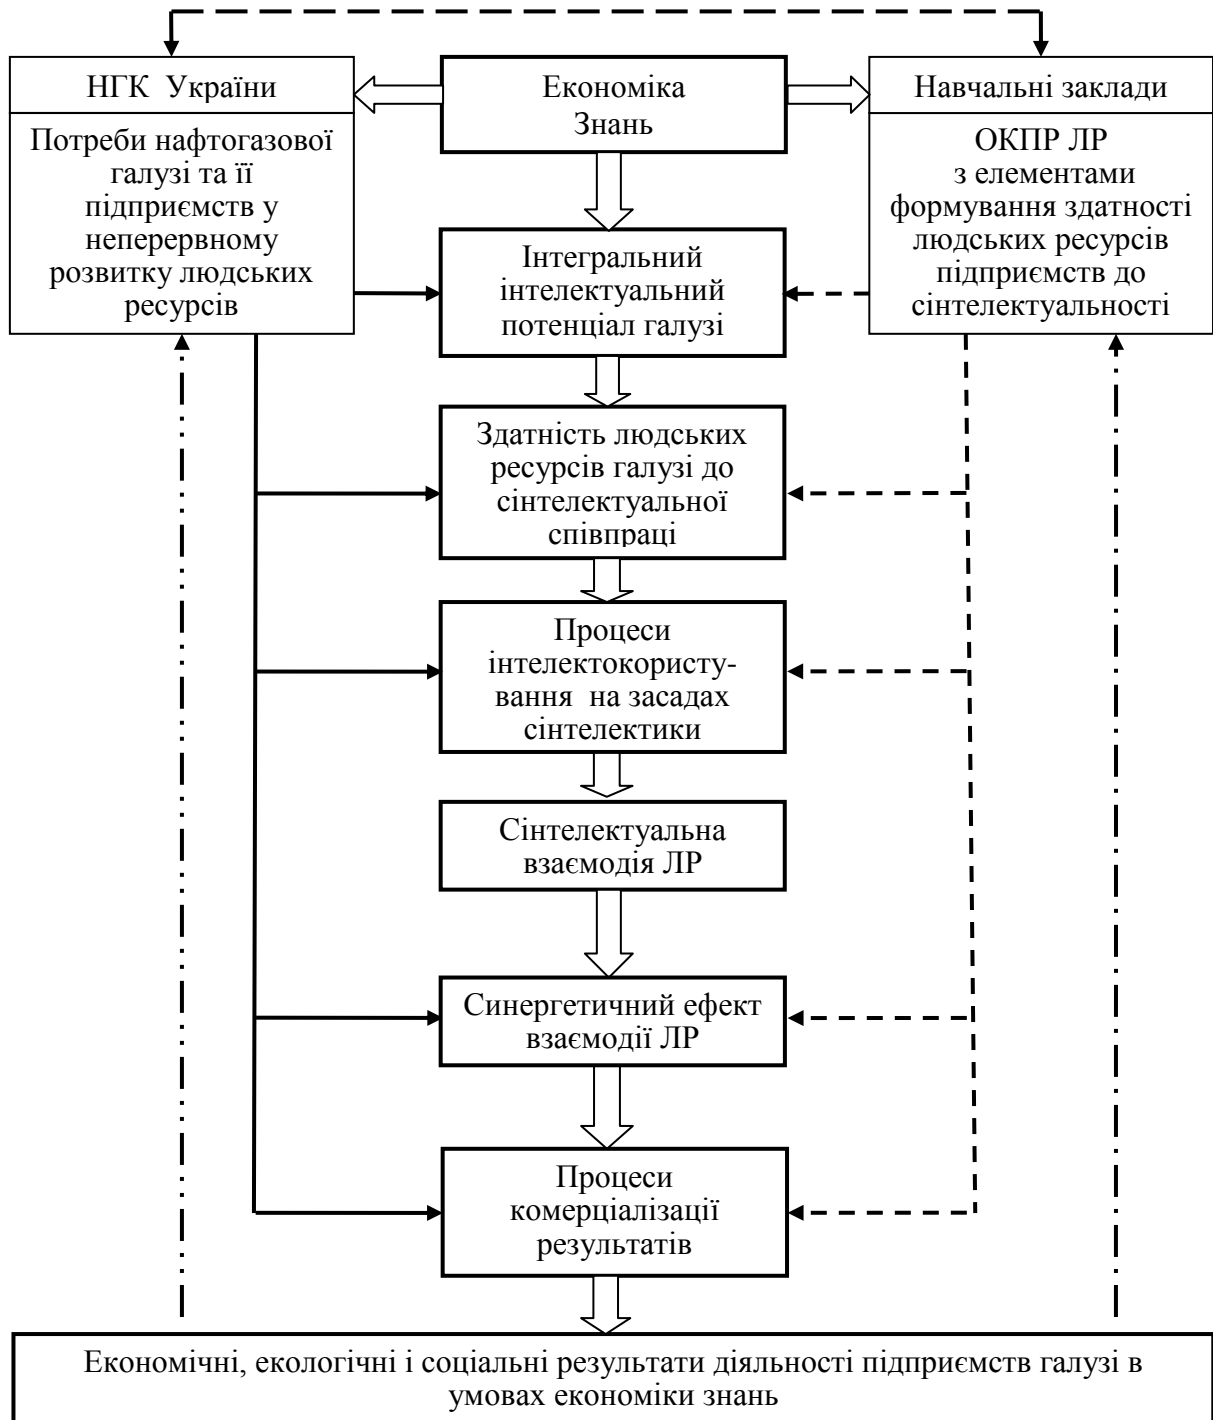 НГК України
Потреби нафтогазової
галузі та її
підприємств у
неперервному
розвитку людських
ресурсів
Економіка
Знань
Навчальні заклади
ОКПР ЛР
з елементами
формування здатності
людських ресурсів
підприємств до
сінтелектуальності
Інтегральний
інтелектуальний
потенціал галузі
Здатність людських
ресурсів галузі до
сінтелектуальної
співпраці
Процеси
інтелектокористу-
вання на засадах
сінтелектики
Сінтелектуальна
взаємодія ЛР
Синергетичний ефект
взаємодії ЛР
Процеси
комерціалізації
результатів
Економічні, екологічні і соціальні результати діяльності підприємств галузі в
умовах економіки знань